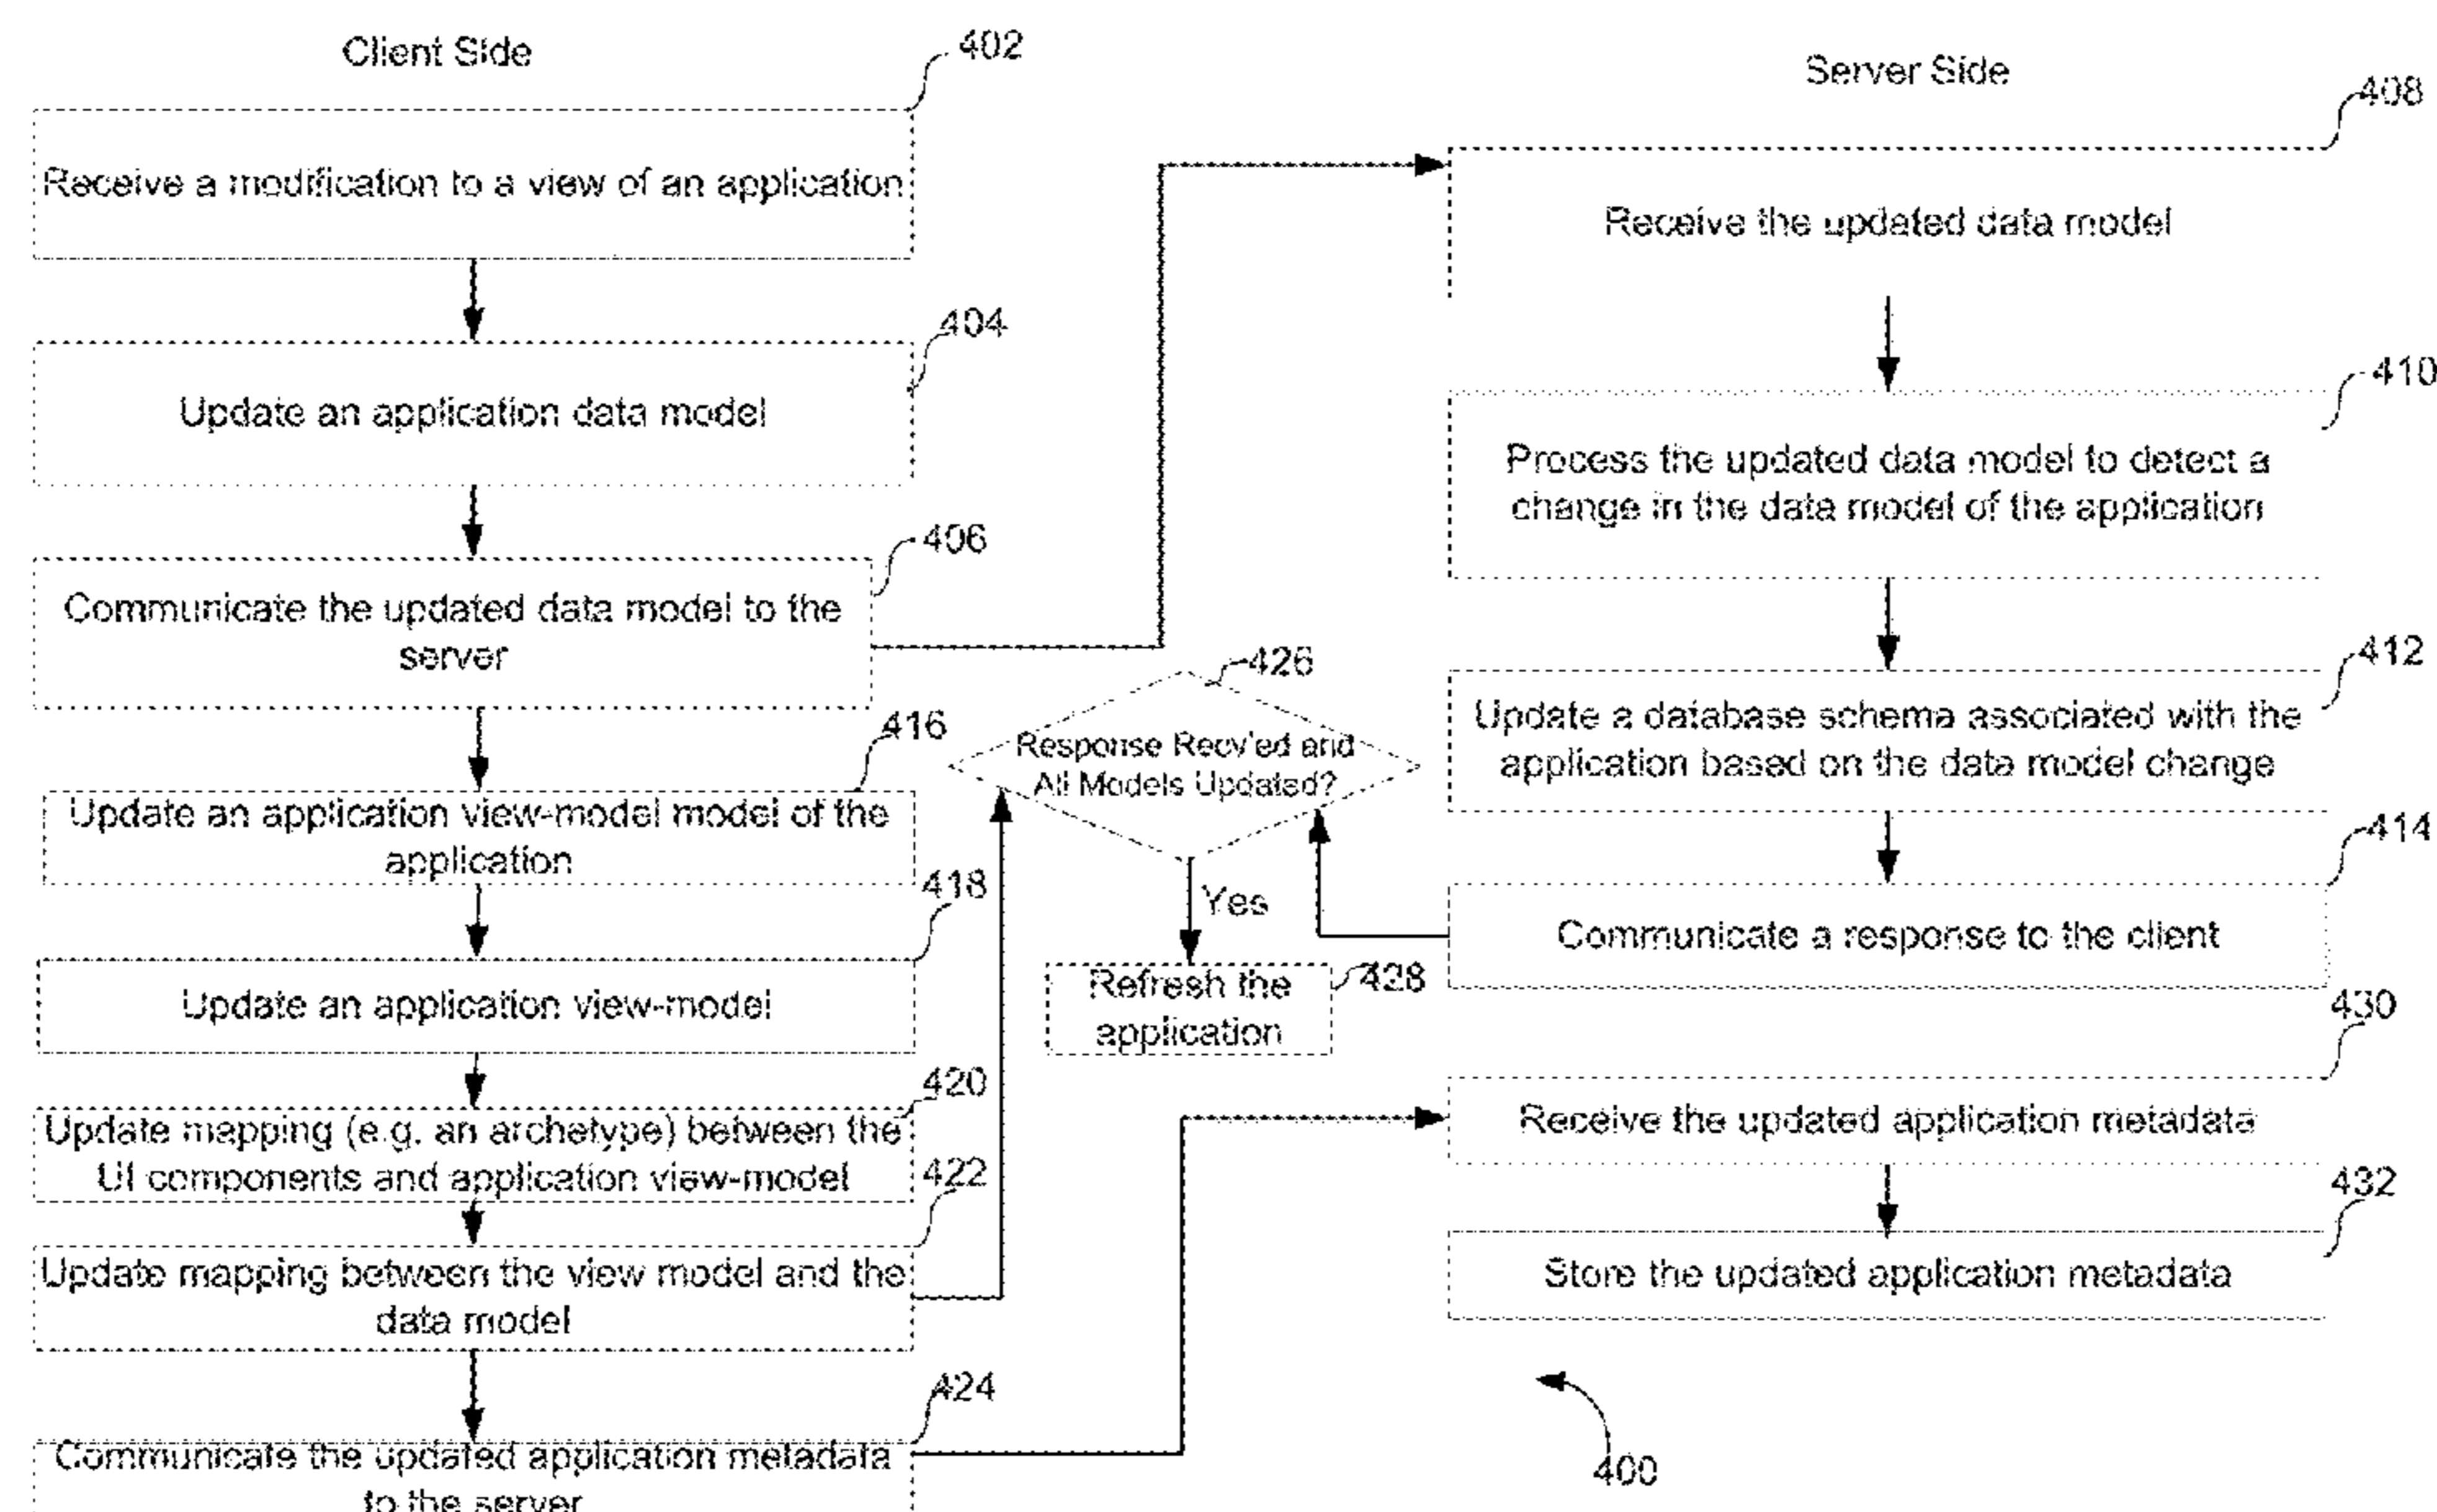 Client Side
402
Receive a modification to a view of an application
404
Update an application data model
406
Communicate the updated data model to the
server
416
Update an application view-model model of the
application
418
Update an application view-model
420
Update mapping (e.g. an archetype) between the
UI components and application view-model
422
Update mapping between the view model and the
data model
424
Communicate the updated application metadata
to the server
426
Response Recv'ed and
All Models Updated?
Yes
Refresh the
application
428
Server Side
408
Receive the updated data model
410
Process the updated data model to detect a
change in the data model of the application
412
Update a database schema associated with the
application based on the data model change
414
Communicate a response to the client
430
Receive the updated application metadata
432
Store the updated application metadata
400